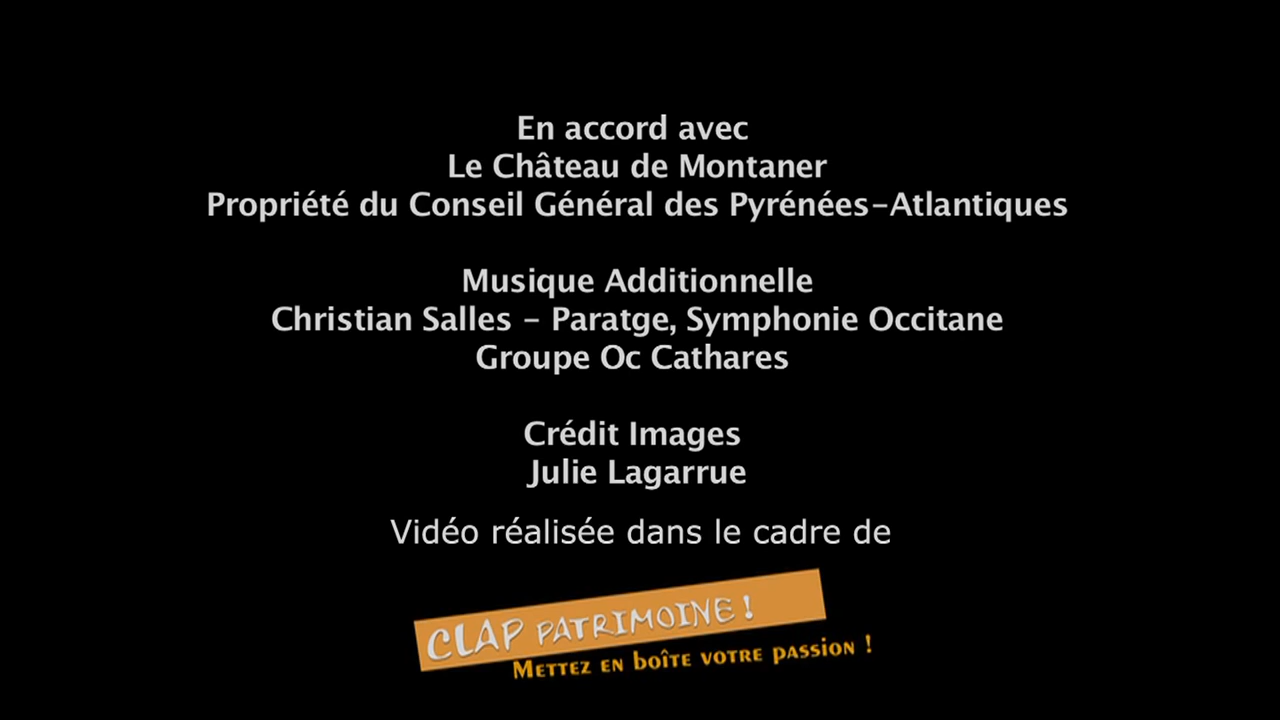 En accord avec
Le Château de Montaner
Propriété du Conseil Général des Pyrénées-Atlantiques
Musique Additionnelle
Christian Salles - Paratge, Symphonie Occitane
Groupe Oc Cathares
Crédit Images
Julie Lagarrue
Vidéo réalisée dans le cadre de
CLAP PATRIMOINE !
METTEZ EN BOÎTE VOTRE PASSION !